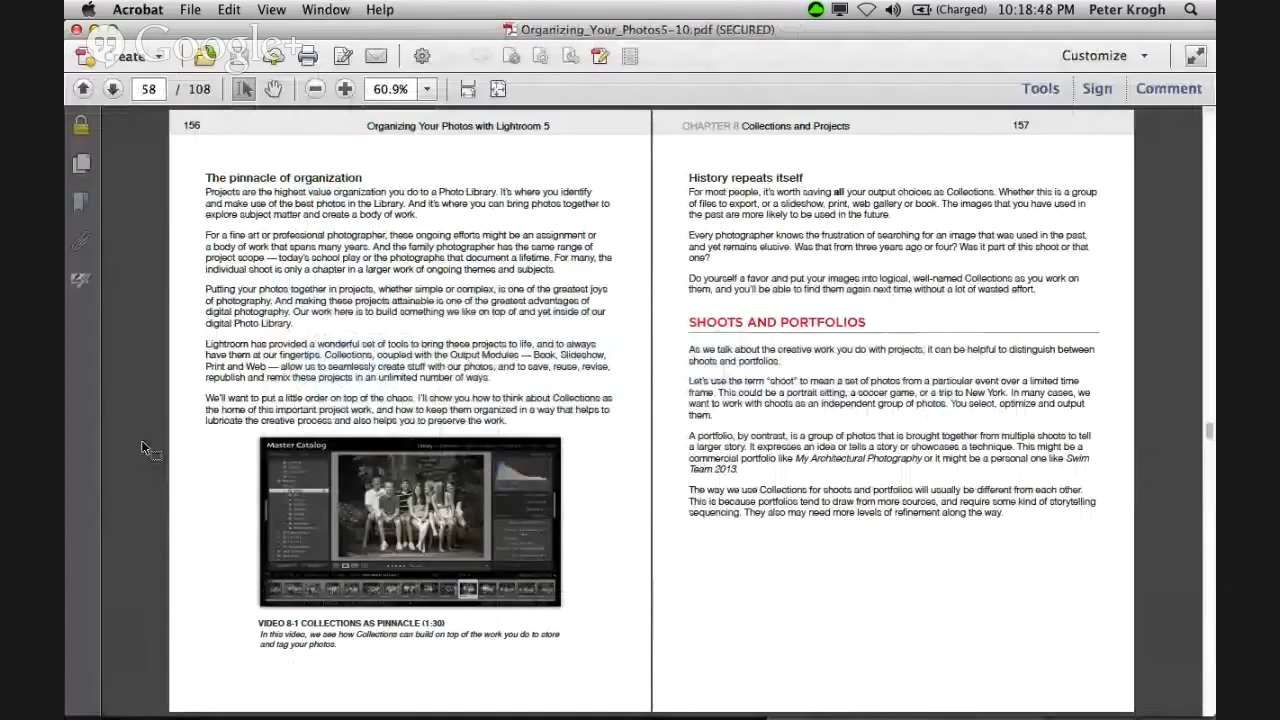 Acrobat File Edit View Window Help (Charged) 10:18:48 PM Peter Krogh
Organizing_Your_Photos5-10.pdf (SECURED)
Google+
Create Customize
58 / 108 60.9% Tools Sign Comment
156 Organizing Your Photos with Lightroom 5
The pinnacle of organization
Projects are the highest value organization you do to a Photo Library. It's where you identify
and make use of the best photos in the Library. And it's where you can bring photos together to
explore subject matter and create a body of work.
For a fine art or professional photographer, these ongoing efforts might be an assignment or
a body of work that spans many years. And the family photographer has the same range of
project scope — today's school play or the photographs that document a lifetime. For many, the
individual shoot is only a chapter in a larger work of ongoing themes and subjects.
Putting your photos together in projects, whether simple or complex, is one of the greatest joys
of photography. And making these projects attainable is one of the greatest advantages of
digital photography. Our work here is to build something we like on top of and yet inside of our
digital Photo Library.
Lightroom has provided a wonderful set of tools to bring these projects to life, and to always
have them at our fingertips. Collections, coupled with the Output Modules — Book, Slideshow,
Print and Web — allow us to seamlessly create stuff with our photos, and to save, reuse, revise,
republish and remix these projects in an unlimited number of ways.
We'll want to put a little order on top of the chaos. I'll show you how to think about Collections as
the home of this important project work, and how to keep them organized in a way that helps to
lubricate the creative process and also helps you to preserve the work.
Master Catalog
VIDEO 8-1 COLLECTIONS AS PINNACLE (1:30)
In this video, we see how Collections can build on top of the work you do to store
and tag your photos.
CHAPTER 8 Collections and Projects 157
History repeats itself
For most people, it's worth saving all your output choices as Collections. Whether this is a group
of files to export, or a slideshow, print, web gallery or book. The images that you have used in
the past are more likely to be used in the future.
Every photographer knows the frustration of searching for an image that was used in the past,
and yet remains elusive. Was that from three years ago or four? Was it part of this shoot or that
one?
Do yourself a favor and put your images into logical, well-named Collections as you work on
them, and you'll be able to find them again next time without a lot of wasted effort.
SHOOTS AND PORTFOLIOS
As we talk about the creative work you do with projects, it can be helpful to distinguish between
shoots and portfolios.
Let's use the term "shoot" to mean a set of photos from a particular event over a limited time
frame. This could be a portrait sitting, a soccer game, or a trip to New York. In many cases, we
want to work with shoots as an independent group of photos. You select, optimize and output
them.
A portfolio, by contrast, is a group of photos that is brought together from multiple shoots to tell
a larger story. It expresses an idea or tells a story or showcases a technique. This might be a
commercial portfolio like My Architectural Photography or it might be a personal one like Swim
Team 2013.
The way we use Collections for shoots and portfolios will usually be different from each other.
This is because portfolios tend to draw from more sources, and require some kind of storytelling
sequencing. They also may need more levels of refinement along the way.